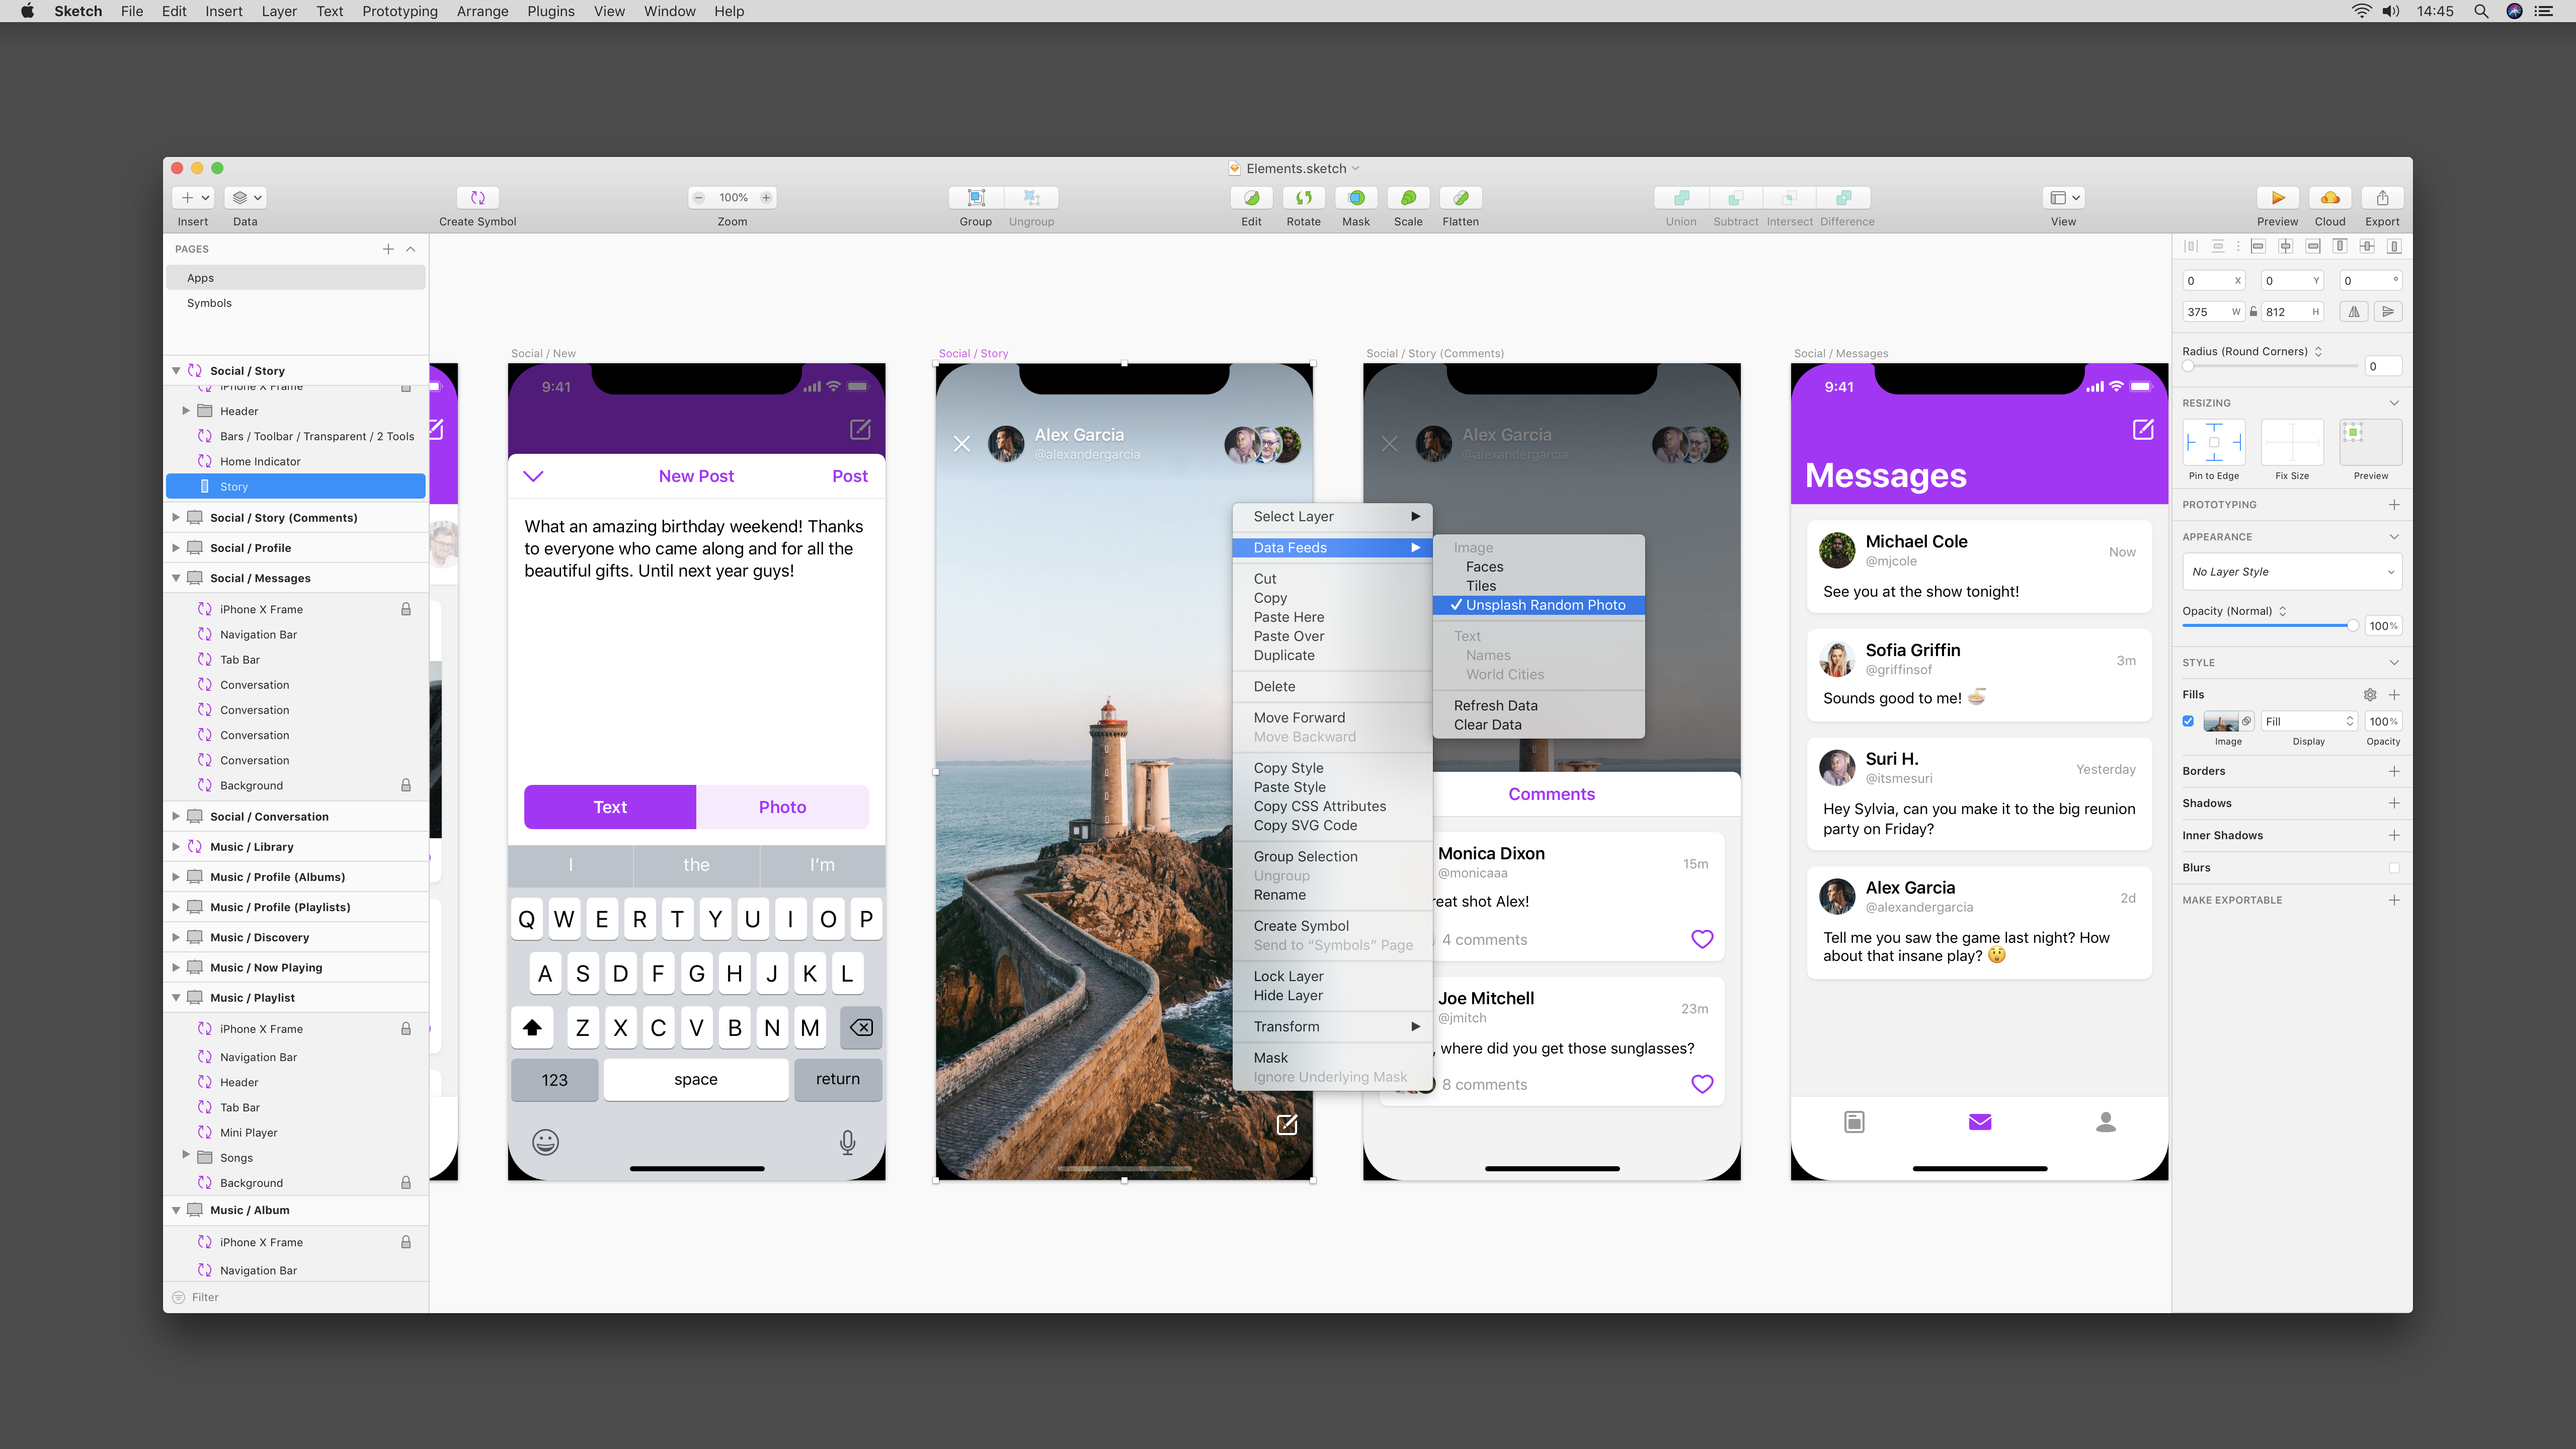 Sketch File Edit Insert Layer Text Prototyping Arrange Plugins View Window Help 14:45
Elements.sketch
100%
Insert Data Create Symbol Zoom Group Ungroup Edit Rotate Mask Scale Flatten Union Subtract Intersect Difference View Preview Cloud Export
PAGES
Apps
Symbols
Social / Story
iPhone X Frame
Header
Bars / Toolbar / Transparent / 2 Tools
Home Indicator
Story
Social / Story (Comments)
Social / Profile
Social / Messages
iPhone X Frame
Navigation Bar
Tab Bar
Conversation
Conversation
Conversation
Conversation
Background
Social / Conversation
Music / Library
Music / Profile (Albums)
Music / Profile (Playlists)
Music / Discovery
Music / Now Playing
Music / Playlist
iPhone X Frame
Navigation Bar
Header
Tab Bar
Mini Player
Songs
Background
Music / Album
iPhone X Frame
Navigation Bar
Filter
Social / New
9:41
New Post Post
What an amazing birthday weekend! Thanks
to everyone who came along and for all the
beautiful gifts. Until next year guys!
Text Photo
I the I'm
Q W E R T Y U I O P
A S D F G H J K L
Z X C V B N M
123 space return
Social / Story
Alex Garcia
@alexandergarcia
Select Layer
Data Feeds
Cut
Copy
Paste Here
Paste Over
Duplicate
Delete
Move Forward
Move Backward
Copy Style
Paste Style
Copy CSS Attributes
Copy SVG Code
Group Selection
Ungroup
Rename
Create Symbol
Send to “Symbols” Page
Lock Layer
Hide Layer
Transform
Mask
Ignore Underlying Mask
Image
Faces
Tiles
Unsplash Random Photo
Text
Names
World Cities
Refresh Data
Clear Data
Social / Story (Comments)
Alex Garcia
@alexandergarcia
Comments
Monica Dixon
@monicaaa
15m
reat shot Alex!
4 comments
Joe Mitchell
@jmitch
23m
, where did you get those sunglasses?
8 comments
Social / Messages
9:41
Messages
Michael Cole
@mjcole
Now
See you at the show tonight!
Sofia Griffin
@griffinsof
3m
Sounds good to me! 🍜
Suri H.
@itsmesuri
Yesterday
Hey Sylvia, can you make it to the big reunion
party on Friday?
Alex Garcia
@alexandergarcia
2d
Tell me you saw the game last night? How
about that insane play? 😲
0 X 0 Y 0 °
375 W 812 H
Radius (Round Corners)
0
RESIZING
Pin to Edge Fix Size Preview
PROTOTYPING
APPEARANCE
No Layer Style
Opacity (Normal)
100%
STYLE
Fills
Fill 100%
Image Display Opacity
Borders
Shadows
Inner Shadows
Blurs
MAKE EXPORTABLE